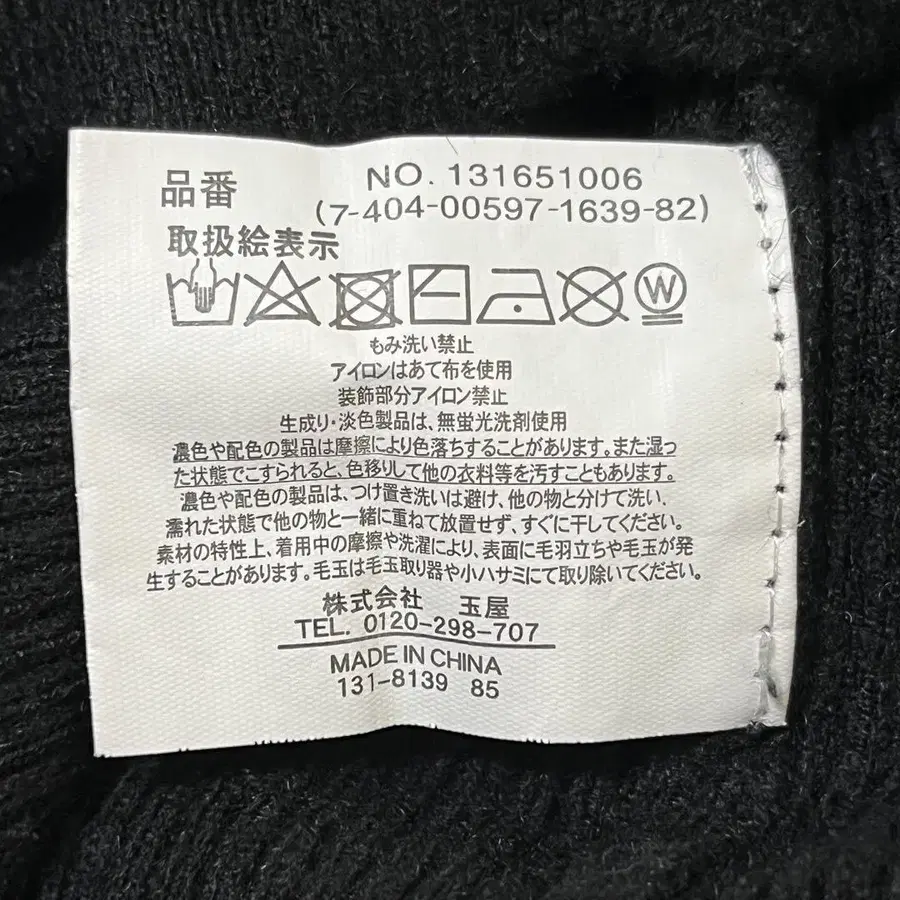 品番 NO. 131651006
(7-404-00597-1639-82)
取扱絵表示
W
もみ洗い禁止
アイロンはあて布を使用
装飾部分アイロン禁止
生成り・淡色製品は、無蛍光洗剤使用
濃色や配色の製品は摩擦により色落ちすることがあります。また湿っ
た状態でこすられると、色移りして他の衣料等を汚すこともあります。
濃色や配色の製品は、つけ置き洗いは避け、他の物と分けて洗い.
濡れた状態で他の物と一緒に重ねて放置せず、すぐに干してください。
素材の特性上、着用中の摩擦や洗濯により、表面に毛羽立ちや毛玉が発
生することがあります。毛玉は毛玉取り器や小ハサミにて取り除いてください。
株式会社 玉屋
TEL. 0120-298-707
MADE IN CHINA
131-8139 85